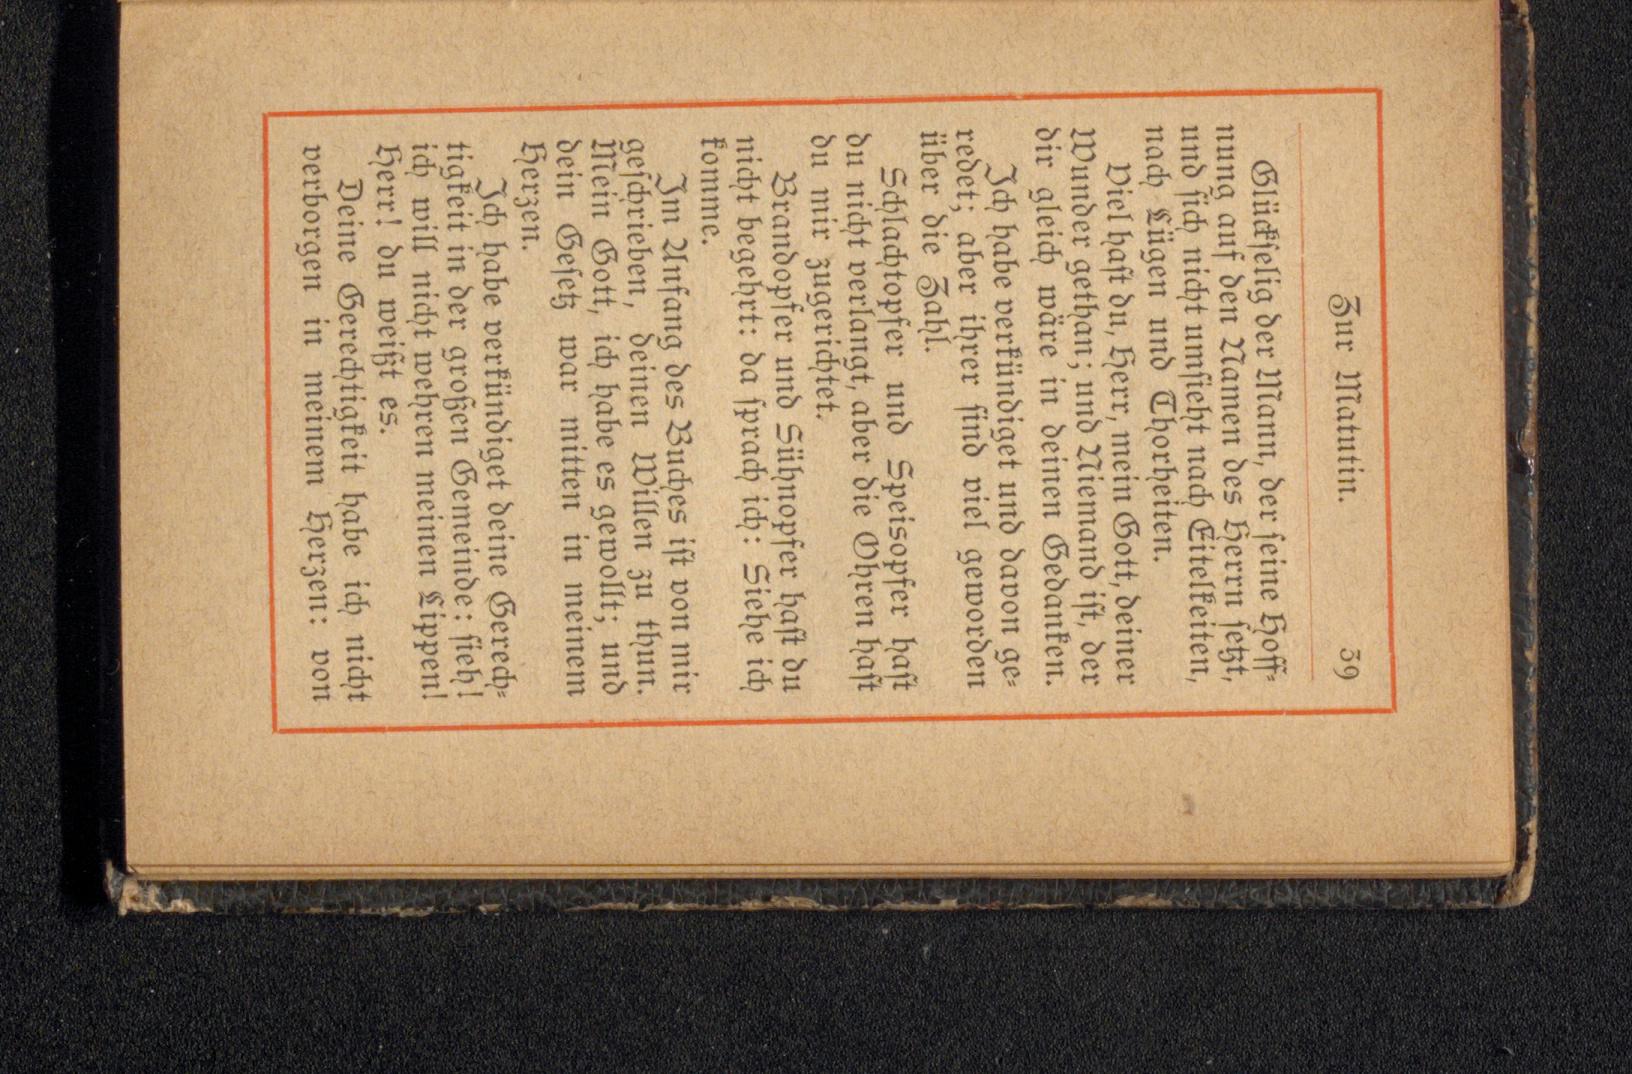 Zur Matutin. 39
Glückſelig der Mann, der ſeine Hoff-
nung auf den Namen des Herrn ſetzt,
und ſich nicht umſieht nach Eitelkeiten,
nach Lügen und Thorheiten.
Viel haſt du, Herr, mein Gott, deiner
Wunder gethan; und Niemand iſt, der
dir gleich wäre in deinen Gedanken.
Ich habe verkündiget und davon ge-
redet; aber ihrer ſind viel geworden
über die Zahl.
Schlachtopfer und Speisopfer haſt
du nicht verlangt, aber die Ohren haſt
du mir zugerichtet.
Brandopfer und Sühnopfer haſt du
nicht begehrt: da ſprach ich: Siehe ich
komme.
Im Anfang des Buches iſt von mir
geſchrieben, deinen Willen zu thun.
Mein Gott, ich habe es gewollt; und
dein Geſetz war mitten in meinem
Herzen.
Ich habe verkündiget deine Gerech-
tigkeit in der großen Gemeinde: ſieh!
ich will nicht wehren meinen Lippen!
Herr! du weißt es.
Deine Gerechtigkeit habe ich nicht
verborgen in meinem Herzen: von